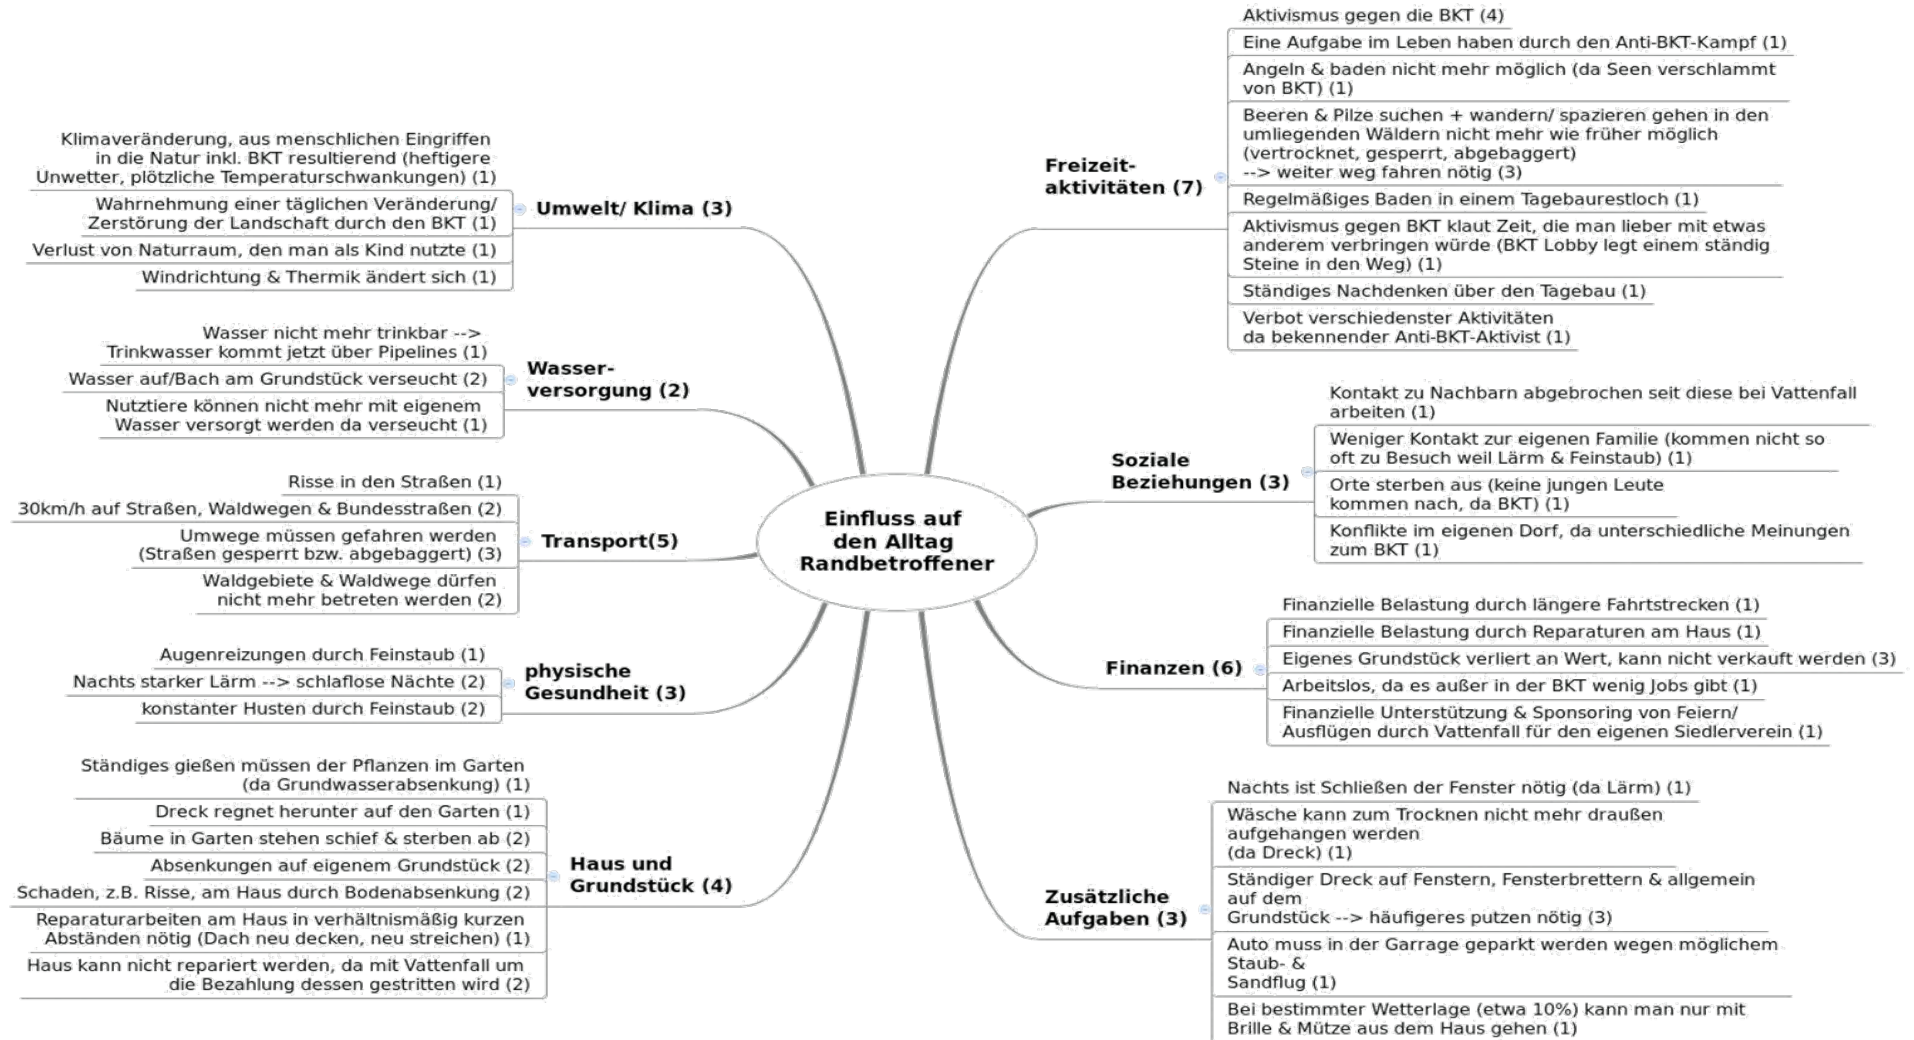 Einfluss auf
den Alltag
Randbetroffener
Umwelt/ Klima (3)
Klimaveränderung, aus menschlichen Eingriffen
in die Natur inkl. BKT resultierend (heftigere
Unwetter, plötzliche Temperaturschwankungen) (1)
Wahrnehmung einer täglichen Veränderung/
Zerstörung der Landschaft durch den BKT (1)
Verlust von Naturraum, den man als Kind nutzte (1)
Windrichtung & Thermik ändert sich (1)
Wasser-
versorgung (2)
Wasser nicht mehr trinkbar -->
Trinkwasser kommt jetzt über Pipelines (1)
Wasser auf/Bach am Grundstück verseucht (2)
Nutztiere können nicht mehr mit eigenem
Wasser versorgt werden da verseucht (1)
Transport(5)
Risse in den Straßen (1)
30km/h auf Straßen, Waldwegen & Bundesstraßen (2)
Umwege müssen gefahren werden
(Straßen gesperrt bzw. abgebaggert) (3)
Waldgebiete & Waldwege dürfen
nicht mehr betreten werden (2)
physische
Gesundheit (3)
Augenreizungen durch Feinstaub (1)
Nachts starker Lärm --> schlaflose Nächte (2)
konstanter Husten durch Feinstaub (2)
Haus und
Grundstück (4)
Ständiges gießen müssen der Pflanzen im Garten
(da Grundwasserabsenkung) (1)
Dreck regnet herunter auf den Garten (1)
Bäume in Garten stehen schief & sterben ab (2)
Absenkungen auf eigenem Grundstück (2)
Schaden, z.B. Risse, am Haus durch Bodenabsenkung (2)
Reparaturarbeiten am Haus in verhältnismäßig kurzen
Abständen nötig (Dach neu decken, neu streichen) (1)
Haus kann nicht repariert werden, da mit Vattenfall um
die Bezahlung dessen gestritten wird (2)
Freizeit-
aktivitäten (7)
Aktivismus gegen die BKT (4)
Eine Aufgabe im Leben haben durch den Anti-BKT-Kampf (1)
Angeln & baden nicht mehr möglich (da Seen verschlammt
von BKT) (1)
Beeren & Pilze suchen + wandern/ spazieren gehen in den
umliegenden Wäldern nicht mehr wie früher möglich
(vertrocknet, gesperrt, abgebaggert)
--> weiter weg fahren nötig (3)
Regelmäßiges Baden in einem Tagebaurestloch (1)
Aktivismus gegen BKT klaut Zeit, die man lieber mit etwas
anderem verbringen würde (BKT Lobby legt einem ständig
Steine in den Weg) (1)
Ständiges Nachdenken über den Tagebau (1)
Verbot verschiedenster Aktivitäten
da bekennender Anti-BKT-Aktivist (1)
Soziale
Beziehungen (3)
Kontakt zu Nachbarn abgebrochen seit diese bei Vattenfall
arbeiten (1)
Weniger Kontakt zur eigenen Familie (kommen nicht so
oft zu Besuch weil Lärm & Feinstaub) (1)
Orte sterben aus (keine jungen Leute
kommen nach, da BKT) (1)
Konflikte im eigenen Dorf, da unterschiedliche Meinungen
zum BKT (1)
Finanzen (6)
Finanzielle Belastung durch längere Fahrtstrecken (1)
Finanzielle Belastung durch Reparaturen am Haus (1)
Eigenes Grundstück verliert an Wert, kann nicht verkauft werden (3)
Arbeitslos, da es außer in der BKT wenig Jobs gibt (1)
Finanzielle Unterstützung & Sponsoring von Feiern/
Ausflügen durch Vattenfall für den eigenen Siedlerverein (1)
Zusätzliche
Aufgaben (3)
Nachts ist Schließen der Fenster nötig (da Lärm) (1)
Wäsche kann zum Trocknen nicht mehr draußen
aufgehangen werden
(da Dreck) (1)
Ständiger Dreck auf Fenstern, Fensterbrettern & allgemein
auf dem
Grundstück --> häufigeres putzen nötig (3)
Auto muss in der Garrage geparkt werden wegen möglichem
Staub- &
Sandflug (1)
Bei bestimmter Wetterlage (etwa 10%) kann man nur mit
Brille & Mütze aus dem Haus gehen (1)